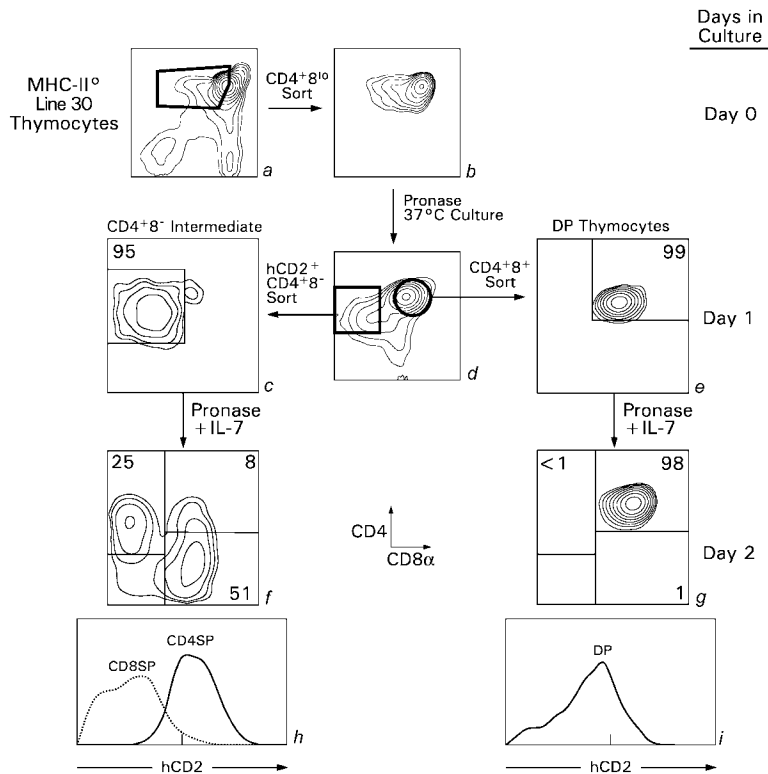 Days in
Culture
MHC-IIº
Line 30
Thymocytes
CD4+8lo
Sort
Day 0
a
b
Pronase
37°C Culture
CD4+8- Intermediate
DP Thymocytes
95
hCD2+
CD4+8-
Sort
CD4+8+
Sort
99
Day 1
c
d
e
Pronase
+IL-7
Pronase
+IL-7
25
8
<1
98
CD4
CD8α
Day 2
51
f
1
g
CD8SP
CD4SP
DP
h
i
hCD2
hCD2